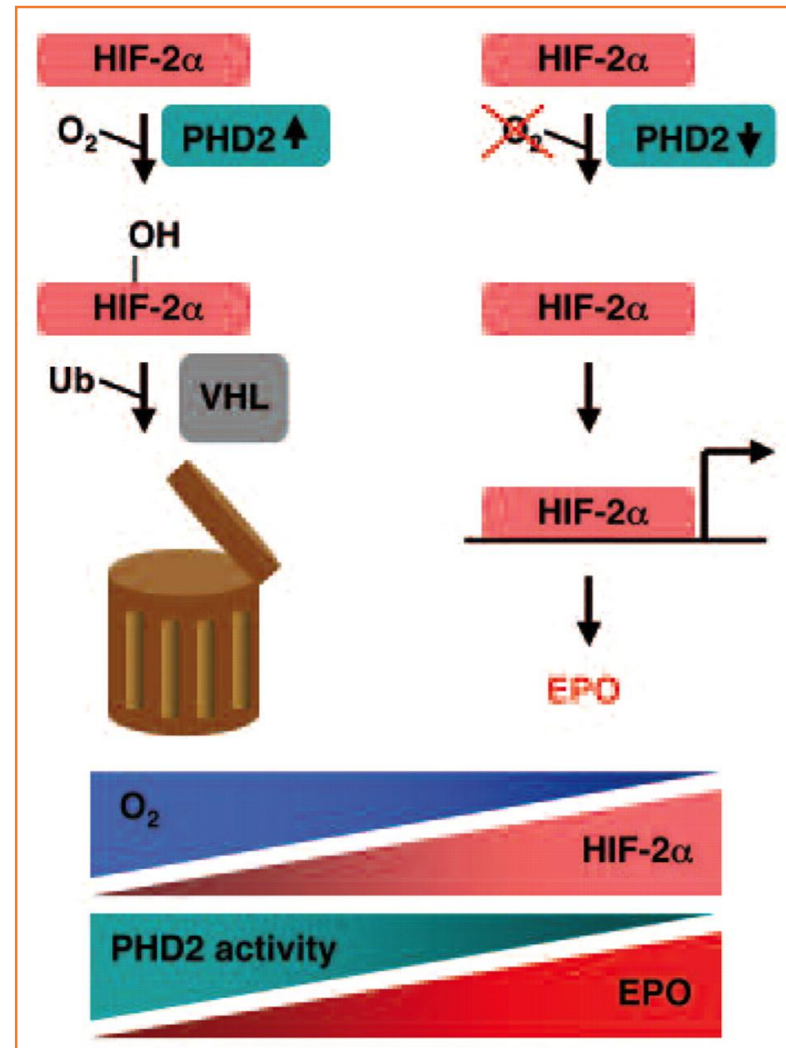 HIF-2α
O₂
PHD2
OH
HIF-2α
Ub
VHL
HIF-2α
O₂
PHD2
HIF-2α
HIF-2α
EPO
O₂
HIF-2α
PHD2 activity
EPO